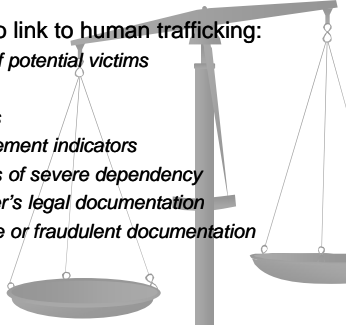 o link to human trafficking:
f potential victims
s
ement indicators
s of severe dependency
er's legal documentation
e or fraudulent documentation